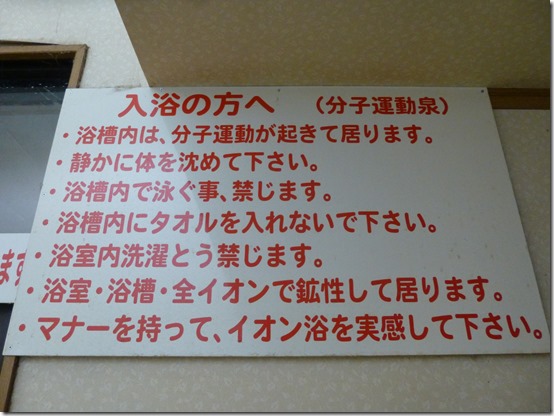 入浴の方へ （分子運動泉）
・浴槽内は、分子運動が起きて居ります。
・静かに体を沈めて下さい。
・浴槽内で泳ぐ事、禁じます。
・浴槽内にタオルを入れないで下さい。
・浴室内洗濯とう禁じます。
・浴室・浴槽・全イオンで鉱性して居ります。
・マナーを持って、イオン浴を実感して下さい。
ます